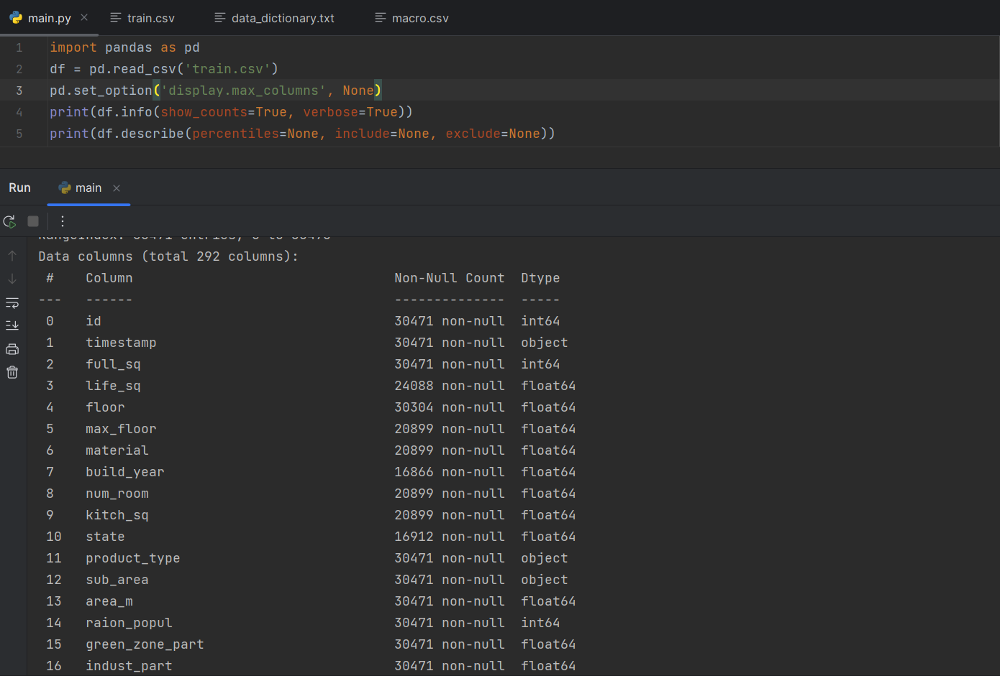 main.py train.csv data_dictionary.txt macro.csv
1 import pandas as pd
2 df = pd.read_csv('train.csv')
3 pd.set_option('display.max_columns', None)
4 print(df.info(show_counts=True, verbose=True))
5 print(df.describe(percentiles=None, include=None, exclude=None))
Run main
RangeIndex: 30471 entries, 0 to 30470
Data columns (total 292 columns):
# Column Non-Null Count Dtype
--- ------ -------------- -----
0 id 30471 non-null int64
1 timestamp 30471 non-null object
2 full_sq 30471 non-null int64
3 life_sq 24088 non-null float64
4 floor 30304 non-null float64
5 max_floor 20899 non-null float64
6 material 20899 non-null float64
7 build_year 16866 non-null float64
8 num_room 20899 non-null float64
9 kitch_sq 20899 non-null float64
10 state 16912 non-null float64
11 product_type 30471 non-null object
12 sub_area 30471 non-null object
13 area_m 30471 non-null float64
14 raion_popul 30471 non-null int64
15 green_zone_part 30471 non-null float64
16 indust_part 30471 non-null float64